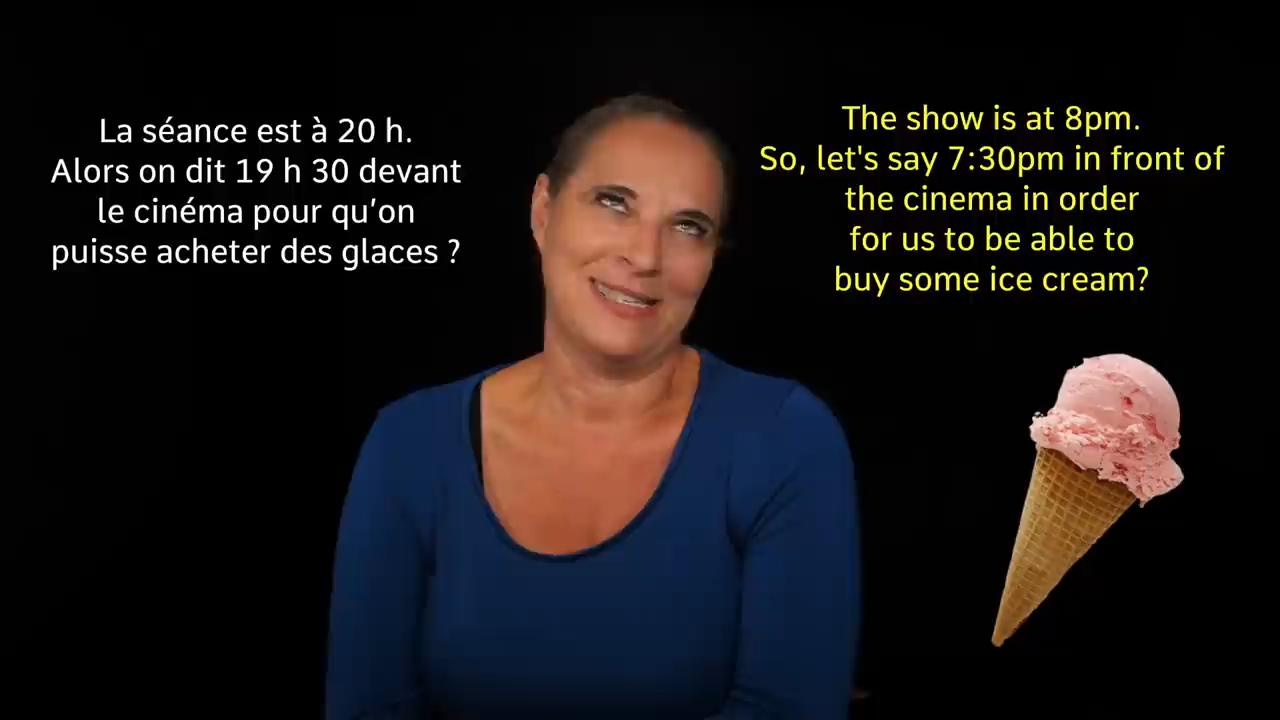 La séance est à 20 h.
Alors on dit 19 h 30 devant
le cinéma pour qu’on
puisse acheter des glaces ?
The show is at 8pm.
So, let's say 7:30pm in front of
the cinema in order
for us to be able to
buy some ice cream?